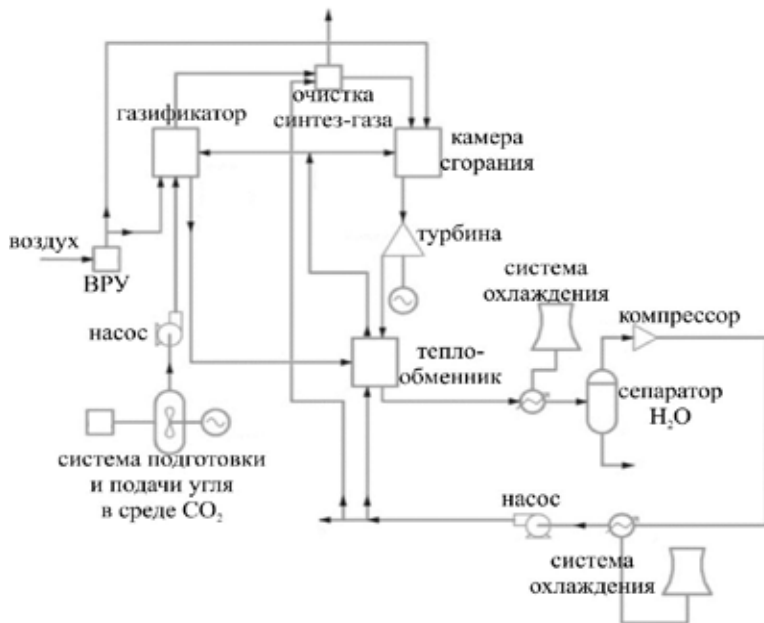 очистка
синтез-газа
газификатор
камера
сгорания
воздух
ВРУ
турбина
система
охлаждения
насос
компрессор
тепло-
обменник
сепаратор
H₂O
система подготовки
и подачи угля
в среде CO₂
насос
система
охлаждения